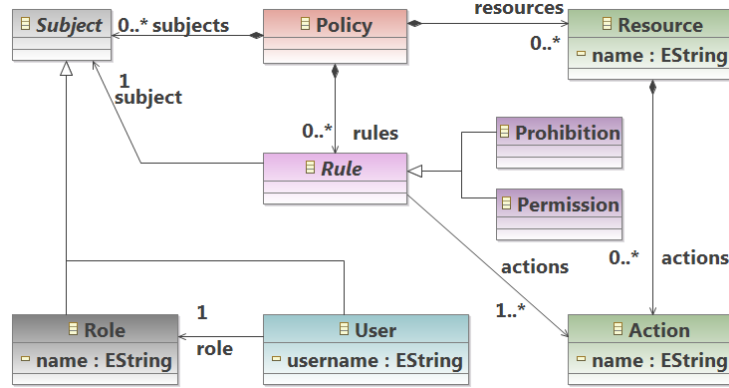 Subject
0..* subjects
Policy
resources
0..*
Resource
name : EString
1
subject
0..*
rules
Rule
Prohibition
Permission
actions
1..*
0..*
actions
Role
name : EString
1
role
User
username : EString
Action
name : EString